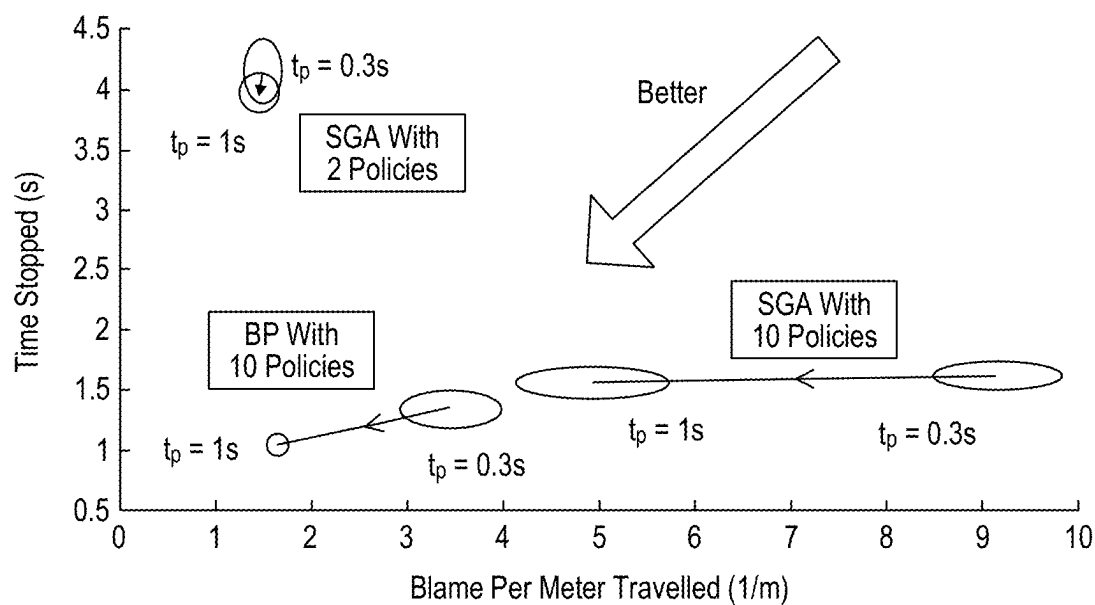 4.5
4
3.5
3
2.5
2
1.5
1
0.5
0
1
2
3
4
5
6
7
8
9
10
Time Stopped (s)
Blame Per Meter Travelled (1/m)
tp = 0.3s
tp = 1s
SGA With
2 Policies
Better
BP With
10 Policies
SGA With
10 Policies
tp = 1s
tp = 0.3s
tp = 1s
tp = 0.3s